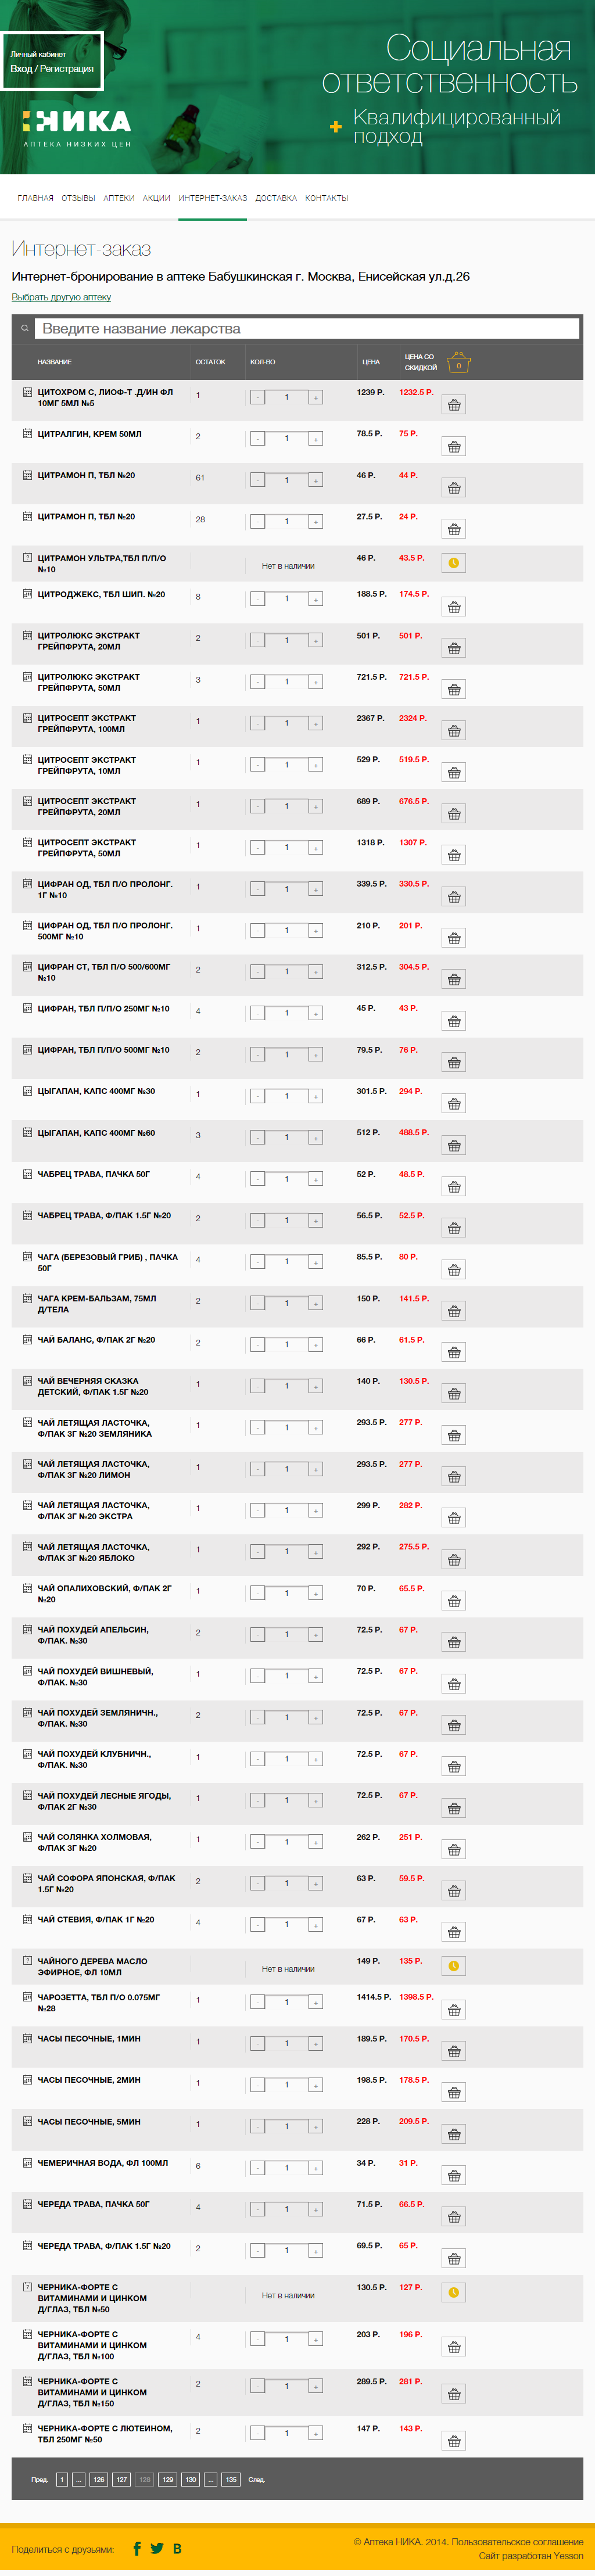 Личный кабинет
Вход / Регистрация
НИКА
АПТЕКА НИЗКИХ ЦЕН
Социальная
ответственность
Квалифицированный
подход
ГЛАВНАЯ ОТЗЫВЫ АПТЕКИ АКЦИИ ИНТЕРНЕТ-ЗАКАЗ ДОСТАВКА КОНТАКТЫ
Интернет-заказ
Интернет-бронирование в аптеке Бабушкинская г. Москва, Енисейская ул.д.26
Выбрать другую аптеку
Введите название лекарства
НАЗВАНИЕ ОСТАТОК КОЛ-ВО ЦЕНА ЦЕНА СО СКИДКОЙ 0
ЦИТОХРОМ С, ЛИОФ-Т .Д/ИН ФЛ 1 - 1 + 1239 Р. 1232.5 Р.
10МГ 5МЛ №5
ЦИТРАЛГИН, КРЕМ 50МЛ 2 - 1 + 78.5 Р. 75 Р.
ЦИТРАМОН П, ТБЛ №20 61 - 1 + 46 Р. 44 Р.
ЦИТРАМОН П, ТБЛ №20 28 - 1 + 27.5 Р. 24 Р.
ЦИТРАМОН УЛЬТРА,ТБЛ П/П/О Нет в наличии 46 Р. 43.5 Р.
№10
ЦИТРОДЖЕКС, ТБЛ ШИП. №20 8 - 1 + 188.5 Р. 174.5 Р.
ЦИТРОЛЮКС ЭКСТРАКТ 2 - 1 + 501 Р. 501 Р.
ГРЕЙПФРУТА, 20МЛ
ЦИТРОЛЮКС ЭКСТРАКТ 3 - 1 + 721.5 Р. 721.5 Р.
ГРЕЙПФРУТА, 50МЛ
ЦИТРОСЕПТ ЭКСТРАКТ 1 - 1 + 2367 Р. 2324 Р.
ГРЕЙПФРУТА, 100МЛ
ЦИТРОСЕПТ ЭКСТРАКТ 1 - 1 + 529 Р. 519.5 Р.
ГРЕЙПФРУТА, 10МЛ
ЦИТРОСЕПТ ЭКСТРАКТ 1 - 1 + 689 Р. 676.5 Р.
ГРЕЙПФРУТА, 20МЛ
ЦИТРОСЕПТ ЭКСТРАКТ 1 - 1 + 1318 Р. 1307 Р.
ГРЕЙПФРУТА, 50МЛ
ЦИФРАН ОД, ТБЛ П/О ПРОЛОНГ. 1 - 1 + 339.5 Р. 330.5 Р.
1Г №10
ЦИФРАН ОД, ТБЛ П/О ПРОЛОНГ. 1 - 1 + 210 Р. 201 Р.
500МГ №10
ЦИФРАН СТ, ТБЛ П/О 500/600МГ 2 - 1 + 312.5 Р. 304.5 Р.
№10
ЦИФРАН, ТБЛ П/П/О 250МГ №10 4 - 1 + 45 Р. 43 Р.
ЦИФРАН, ТБЛ П/П/О 500МГ №10 2 - 1 + 79.5 Р. 76 Р.
ЦЫГАПАН, КАПС 400МГ №30 1 - 1 + 301.5 Р. 294 Р.
ЦЫГАПАН, КАПС 400МГ №60 3 - 1 + 512 Р. 488.5 Р.
ЧАБРЕЦ ТРАВА, ПАЧКА 50Г 4 - 1 + 52 Р. 48.5 Р.
ЧАБРЕЦ ТРАВА, Ф/ПАК 1.5Г №20 2 - 1 + 56.5 Р. 52.5 Р.
ЧАГА (БЕРЕЗОВЫЙ ГРИБ) , ПАЧКА 4 - 1 + 85.5 Р. 80 Р.
50Г
ЧАГА КРЕМ-БАЛЬЗАМ, 75МЛ 2 - 1 + 150 Р. 141.5 Р.
Д/ТЕЛА
ЧАЙ БАЛАНС, Ф/ПАК 2Г №20 2 - 1 + 66 Р. 61.5 Р.
ЧАЙ ВЕЧЕРНЯЯ СКАЗКА 1 - 1 + 140 Р. 130.5 Р.
ДЕТСКИЙ, Ф/ПАК 1.5Г №20
ЧАЙ ЛЕТЯЩАЯ ЛАСТОЧКА, 1 - 1 + 293.5 Р. 277 Р.
Ф/ПАК 3Г №20 ЗЕМЛЯНИКА
ЧАЙ ЛЕТЯЩАЯ ЛАСТОЧКА, 1 - 1 + 293.5 Р. 277 Р.
Ф/ПАК 3Г №20 ЛИМОН
ЧАЙ ЛЕТЯЩАЯ ЛАСТОЧКА, 1 - 1 + 299 Р. 282 Р.
Ф/ПАК 3Г №20 ЭКСТРА
ЧАЙ ЛЕТЯЩАЯ ЛАСТОЧКА, 1 - 1 + 292 Р. 275.5 Р.
Ф/ПАК 3Г №20 ЯБЛОКО
ЧАЙ ОПАЛИХОВСКИЙ, Ф/ПАК 2Г 1 - 1 + 70 Р. 65.5 Р.
№20
ЧАЙ ПОХУДЕЙ АПЕЛЬСИН, 2 - 1 + 72.5 Р. 67 Р.
Ф/ПАК. №30
ЧАЙ ПОХУДЕЙ ВИШНЕВЫЙ, 1 - 1 + 72.5 Р. 67 Р.
Ф/ПАК. №30
ЧАЙ ПОХУДЕЙ ЗЕМЛЯНИЧН., 2 - 1 + 72.5 Р. 67 Р.
Ф/ПАК. №30
ЧАЙ ПОХУДЕЙ КЛУБНИЧН., 1 - 1 + 72.5 Р. 67 Р.
Ф/ПАК. №30
ЧАЙ ПОХУДЕЙ ЛЕСНЫЕ ЯГОДЫ, 1 - 1 + 72.5 Р. 67 Р.
Ф/ПАК 2Г №30
ЧАЙ СОЛЯНКА ХОЛМОВАЯ, 1 - 1 + 262 Р. 251 Р.
Ф/ПАК 3Г №20
ЧАЙ СОФОРА ЯПОНСКАЯ, Ф/ПАК 2 - 1 + 63 Р. 59.5 Р.
1.5Г №20
ЧАЙ СТЕВИЯ, Ф/ПАК 1Г №20 4 - 1 + 67 Р. 63 Р.
ЧАЙНОГО ДЕРЕВА МАСЛО Нет в наличии 149 Р. 135 Р.
ЭФИРНОЕ, ФЛ 10МЛ
ЧАРОЗЕТТА, ТБЛ П/О 0.075МГ 1 - 1 + 1414.5 Р. 1398.5 Р.
№28
ЧАСЫ ПЕСОЧНЫЕ, 1МИН 1 - 1 + 189.5 Р. 170.5 Р.
ЧАСЫ ПЕСОЧНЫЕ, 2МИН 1 - 1 + 198.5 Р. 178.5 Р.
ЧАСЫ ПЕСОЧНЫЕ, 5МИН 1 - 1 + 228 Р. 209.5 Р.
ЧЕМЕРИЧНАЯ ВОДА, ФЛ 100МЛ 6 - 1 + 34 Р. 31 Р.
ЧЕРЕДА ТРАВА, ПАЧКА 50Г 4 - 1 + 71.5 Р. 66.5 Р.
ЧЕРЕДА ТРАВА, Ф/ПАК 1.5Г №20 2 - 1 + 69.5 Р. 65 Р.
ЧЕРНИКА-ФОРТЕ С Нет в наличии 130.5 Р. 127 Р.
ВИТАМИНАМИ И ЦИНКОМ
Д/ГЛАЗ, ТБЛ №50
ЧЕРНИКА-ФОРТЕ С 4 - 1 + 203 Р. 196 Р.
ВИТАМИНАМИ И ЦИНКОМ
Д/ГЛАЗ, ТБЛ №100
ЧЕРНИКА-ФОРТЕ С 2 - 1 + 289.5 Р. 281 Р.
ВИТАМИНАМИ И ЦИНКОМ
Д/ГЛАЗ, ТБЛ №150
ЧЕРНИКА-ФОРТЕ С ЛЮТЕИНОМ, 2 - 1 + 147 Р. 143 Р.
ТБЛ 250МГ №50
Пред. 1 ... 126 127 128 129 130 ... 135 След.
Поделиться с друзьями:
© Аптека НИКА. 2014. Пользовательское соглашение
Сайт разработан Yesson